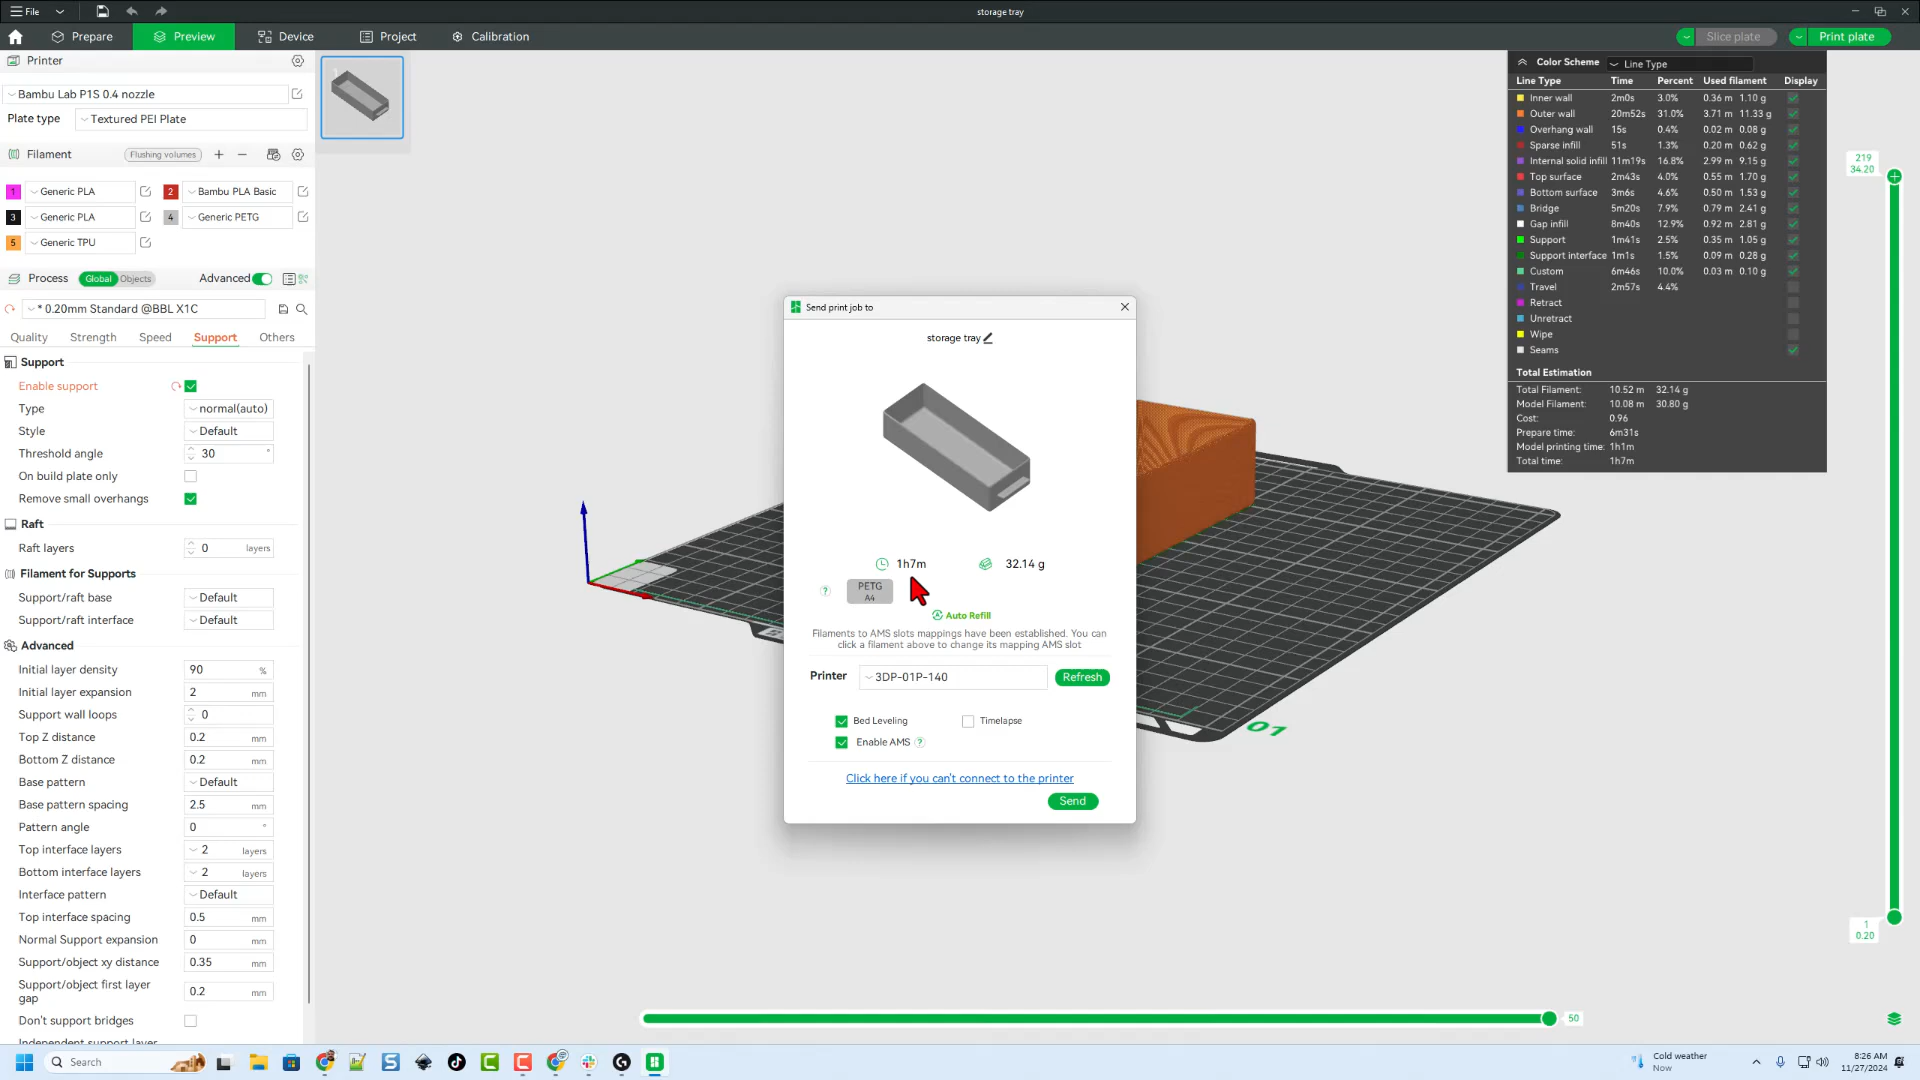 File
storage tray
Prepare
Preview
Device
Project
Calibration
Slice plate
Print plate
Printer
Bambu Lab P1S 0.4 nozzle
Plate type
Textured PEI Plate
Filament
Flushing volumes
1
Generic PLA
2
Bambu PLA Basic
3
Generic PLA
4
Generic PETG
5
Generic TPU
Process
Global
Objects
Advanced
* 0.20mm Standard @BBL X1C
Quality
Strength
Speed
Support
Others
Support
Enable support
Type
normal(auto)
Style
Default
Threshold angle
30 °
On build plate only
Remove small overhangs
Raft
Raft layers
0 layers
Filament for Supports
Support/raft base
Default
Support/raft interface
Default
Advanced
Initial layer density
90 %
Initial layer expansion
2 mm
Support wall loops
0
Top Z distance
0.2 mm
Bottom Z distance
0.2 mm
Base pattern
Default
Base pattern spacing
2.5 mm
Pattern angle
0 °
Top interface layers
2 layers
Bottom interface layers
2 layers
Interface pattern
Default
Top interface spacing
0.5 mm
Normal Support expansion
0 mm
Support/object xy distance
0.35 mm
Support/object first layer
gap
0.2 mm
Don't support bridges
Independent support layer
Send print job to
storage tray
1h7m
32.14 g
?
PETG
A4
Auto Refill
Filaments to AMS slots mappings have been established. You can
click a filament above to change its mapping AMS slot
Printer
3DP-01P-140
Refresh
Bed Leveling
Timelapse
Enable AMS ?
Click here if you can't connect to the printer
Send
01
Color Scheme
Line Type
Line Type Time Percent Used filament Display
Inner wall 2m0s 3.0% 0.36 m 1.10 g
Outer wall 20m52s 31.0% 3.71 m 11.33 g
Overhang wall 15s 0.4% 0.02 m 0.08 g
Sparse infill 51s 1.3% 0.20 m 0.62 g
Internal solid infill 11m19s 16.8% 2.99 m 9.15 g
Top surface 2m43s 4.0% 0.55 m 1.70 g
Bottom surface 3m6s 4.6% 0.50 m 1.53 g
Bridge 5m20s 7.9% 0.79 m 2.41 g
Gap infill 8m40s 12.9% 0.92 m 2.81 g
Support 1m41s 2.5% 0.35 m 1.05 g
Support interface 1m1s 1.5% 0.09 m 0.28 g
Custom 6m46s 10.0% 0.03 m 0.10 g
Travel 2m57s 4.4%
Retract
Unretract
Wipe
Seams
Total Estimation
Total Filament: 10.52 m 32.14 g
Model Filament: 10.08 m 30.80 g
Cost: 0.96
Prepare time: 6m31s
Model printing time: 1h1m
Total time: 1h7m
219
34.20
1
0.20
50
Search
Cold weather
Now
8:26 AM
11/27/2024